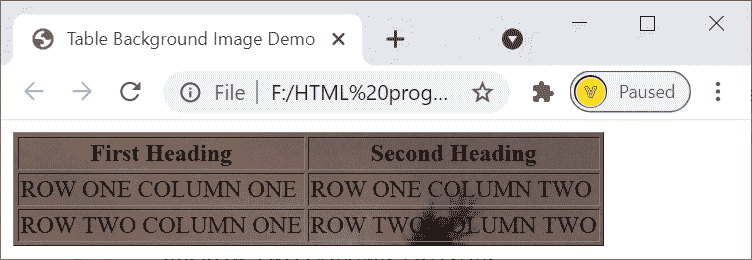 Table Background Image Demo
File F:/HTML%20prog... Paused
First Heading Second Heading
ROW ONE COLUMN ONE ROW ONE COLUMN TWO
ROW TWO COLUMN ONE ROW TWO COLUMN TWO